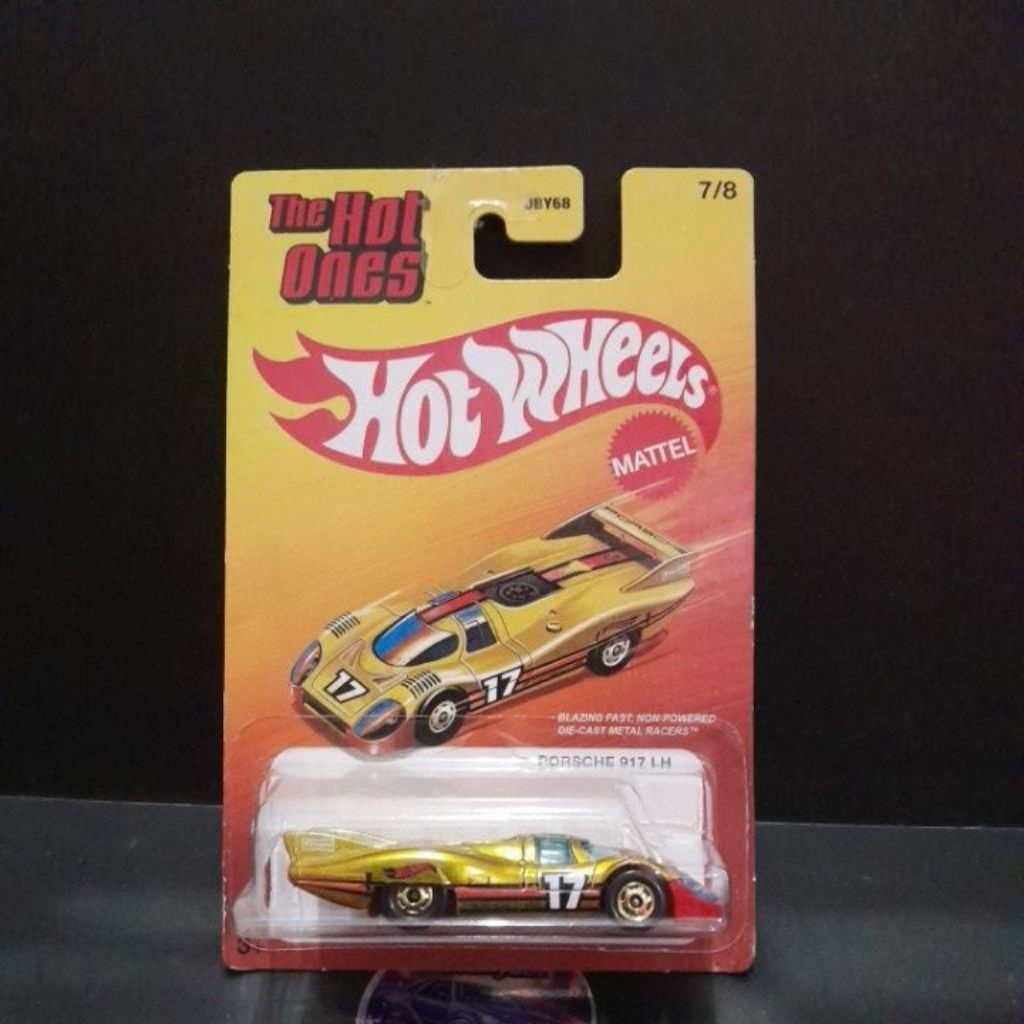 The Hot
Ones
JBY68
7/8
Hot Wheels
MATTEL
17
17
BLAZING FAST, NON-POWERED
DIE-CAST METAL RACERS™
PORSCHE 917 LH
17